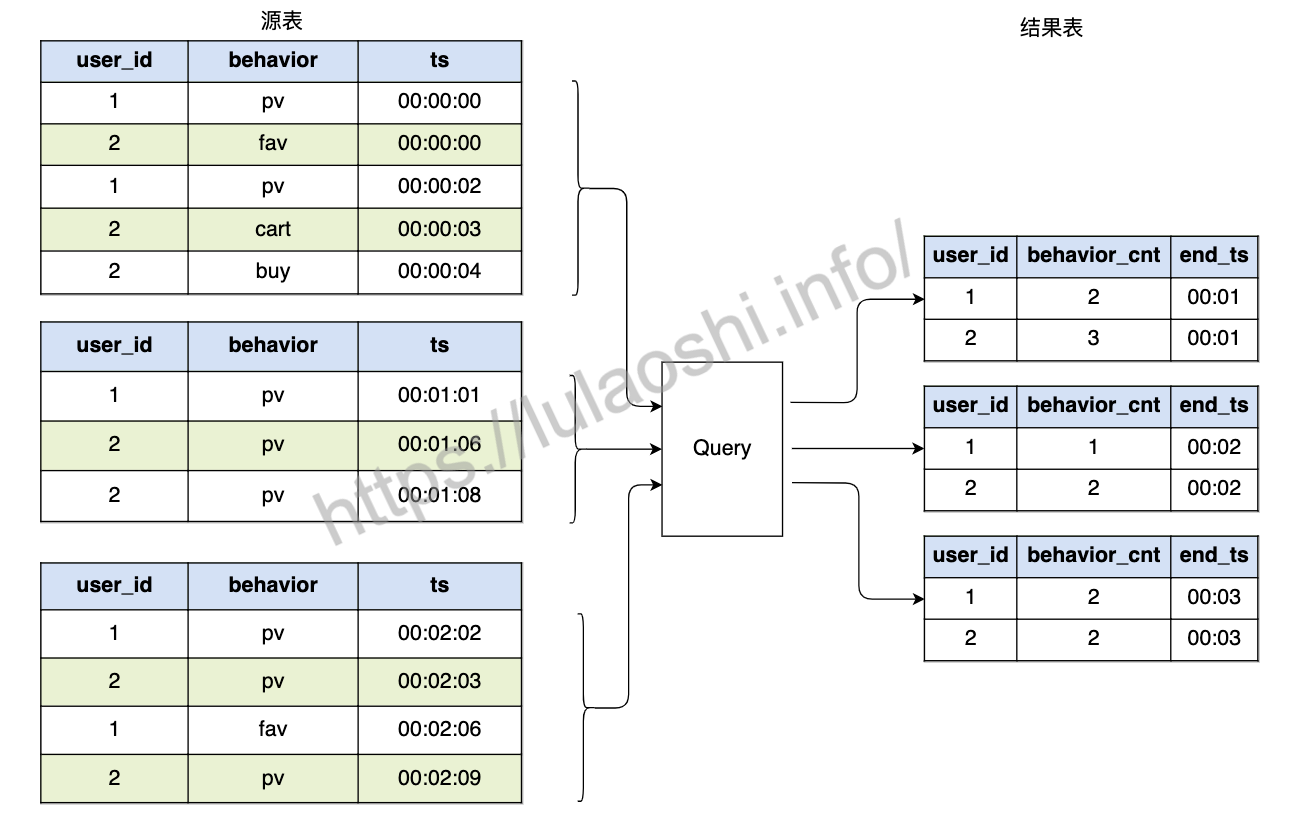 源表
user_id behavior ts
1 pv 00:00:00
2 fav 00:00:00
1 pv 00:00:02
2 cart 00:00:03
2 buy 00:00:04
user_id behavior ts
1 pv 00:01:01
2 pv 00:01:06
2 pv 00:01:08
user_id behavior ts
1 pv 00:02:02
2 pv 00:02:03
1 fav 00:02:06
2 pv 00:02:09
Query
结果表
user_id behavior_cnt end_ts
1 2 00:01
2 3 00:01
user_id behavior_cnt end_ts
1 1 00:02
2 2 00:02
user_id behavior_cnt end_ts
1 2 00:03
2 2 00:03
https://lulaoshi.info/